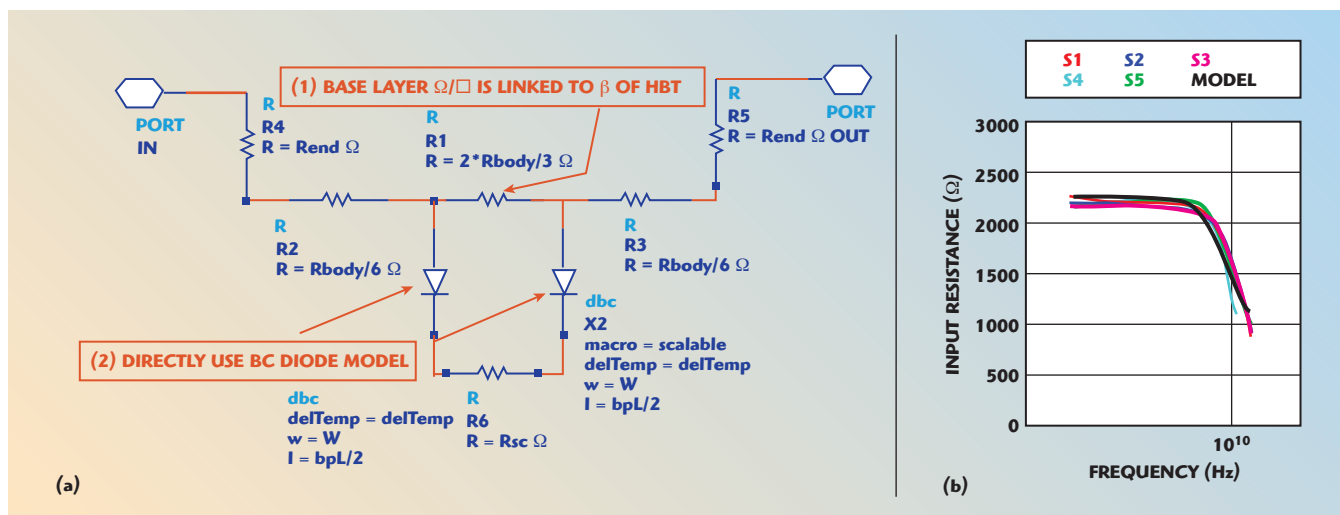 (1) BASE LAYER Ω/□ IS LINKED TO β OF HBT
PORT
IN
R
R4
R = Rend Ω
R
R1
R = 2*Rbody/3 Ω
R
R5
R = Rend Ω
PORT
OUT
R
R2
R = Rbody/6 Ω
R
R3
R = Rbody/6 Ω
(2) DIRECTLY USE BC DIODE MODEL
dbc
X2
macro = scalable
delTemp = delTemp
w = W
l = bpL/2
dbc
delTemp = delTemp
w = W
l = bpL/2
R
R6
R = Rsc Ω
(a)
S1 S2 S3
S4 S5 MODEL
INPUT RESISTANCE (Ω)
3000
2500
2000
1500
1000
500
0
10¹⁰
FREQUENCY (Hz)
(b)